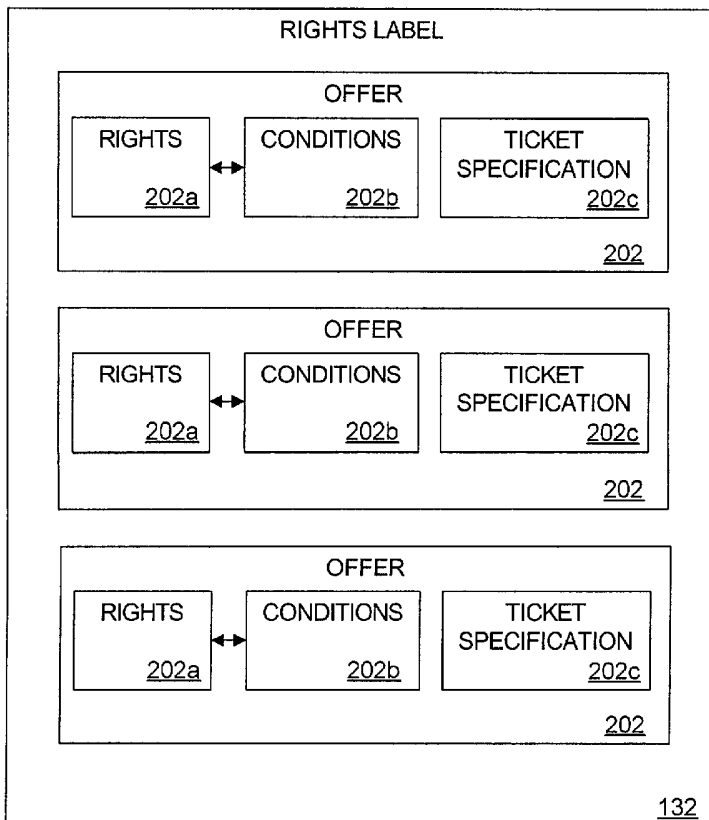 RIGHTS LABEL
OFFER
RIGHTS
202a
CONDITIONS
202b
TICKET
SPECIFICATION
202c
202
OFFER
RIGHTS
202a
CONDITIONS
202b
TICKET
SPECIFICATION
202c
202
OFFER
RIGHTS
202a
CONDITIONS
202b
TICKET
SPECIFICATION
202c
202
132